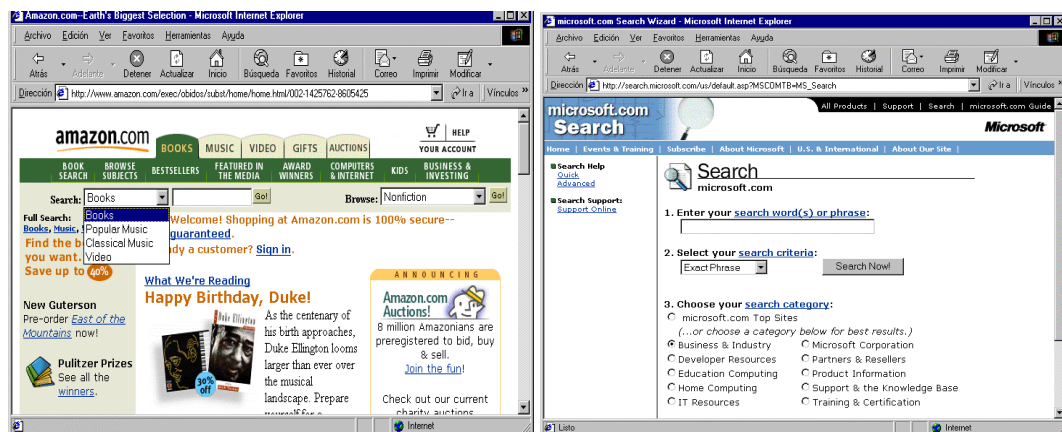 Amazon.com--Earth's Biggest Selection - Microsoft Internet Explorer
Archivo Edición Ver Favoritos Herramientas Ayuda
Atrás Adelante Detener Actualizar Inicio Búsqueda Favoritos Historial Correo Imprimir Modificar
Dirección http://www.amazon.com/exec/obidos/subst/home/home.html/002-1425762-8605425 Ir a Vínculos »
amazon.com
BOOKS MUSIC VIDEO GIFTS AUCTIONS
HELP
YOUR ACCOUNT
BOOK SEARCH BROWSE SUBJECTS BESTSELLERS FEATURED IN THE MEDIA AWARD WINNERS COMPUTERS & INTERNET KIDS BUSINESS & INVESTING
Search: Books Go! Browse: Nonfiction Go!
Books
Popular Music
Classical Music
Video
Full Search:
Books, Music,
Find the
you want.
Save up to 40%
Welcome! Shopping at Amazon.com is 100% secure--
guaranteed.
a customer? Sign in.
New Guterson
Pre-order East of the
Mountains now!
Pulitzer Prizes
See all the
winners.
What We're Reading
Happy Birthday, Duke!
Duke Ellington
30%
off
As the centenary of
his birth approaches,
Duke Ellington looms
larger than ever over
the musical
landscape. Prepare
yourself for a
ANNOUNCING
Amazon.com
Auctions!
8 million Amazonians are
preregistered to bid, buy
& sell.
Join the fun!
Check out our current
charity auctions
Internet
microsoft.com Search Wizard - Microsoft Internet Explorer
Archivo Edición Ver Favoritos Herramientas Ayuda
Atrás Adelante Detener Actualizar Inicio Búsqueda Favoritos Historial Correo Imprimir Modificar
Dirección http://search.microsoft.com/us/default.asp?MSCOMTB=MS_Search Ir a Vínculos »
All Products | Support | Search | microsoft.com Guide
microsoft.com
Search
Microsoft
Home | Events & Training | Subscribe | About Microsoft | U.S. & International | About Our Site |
Search Help
Quick
Advanced
Search Support:
Support Online
Search
microsoft.com
1. Enter your search word(s) or phrase:
2. Select your search criteria:
Exact Phrase Search Now!
3. Choose your search category:
microsoft.com Top Sites
(...or choose a category below for best results.)
Business & Industry Microsoft Corporation
Developer Resources Partners & Resellers
Education Computing Product Information
Home Computing Support & the Knowledge Base
IT Resources Training & Certification
Listo Internet